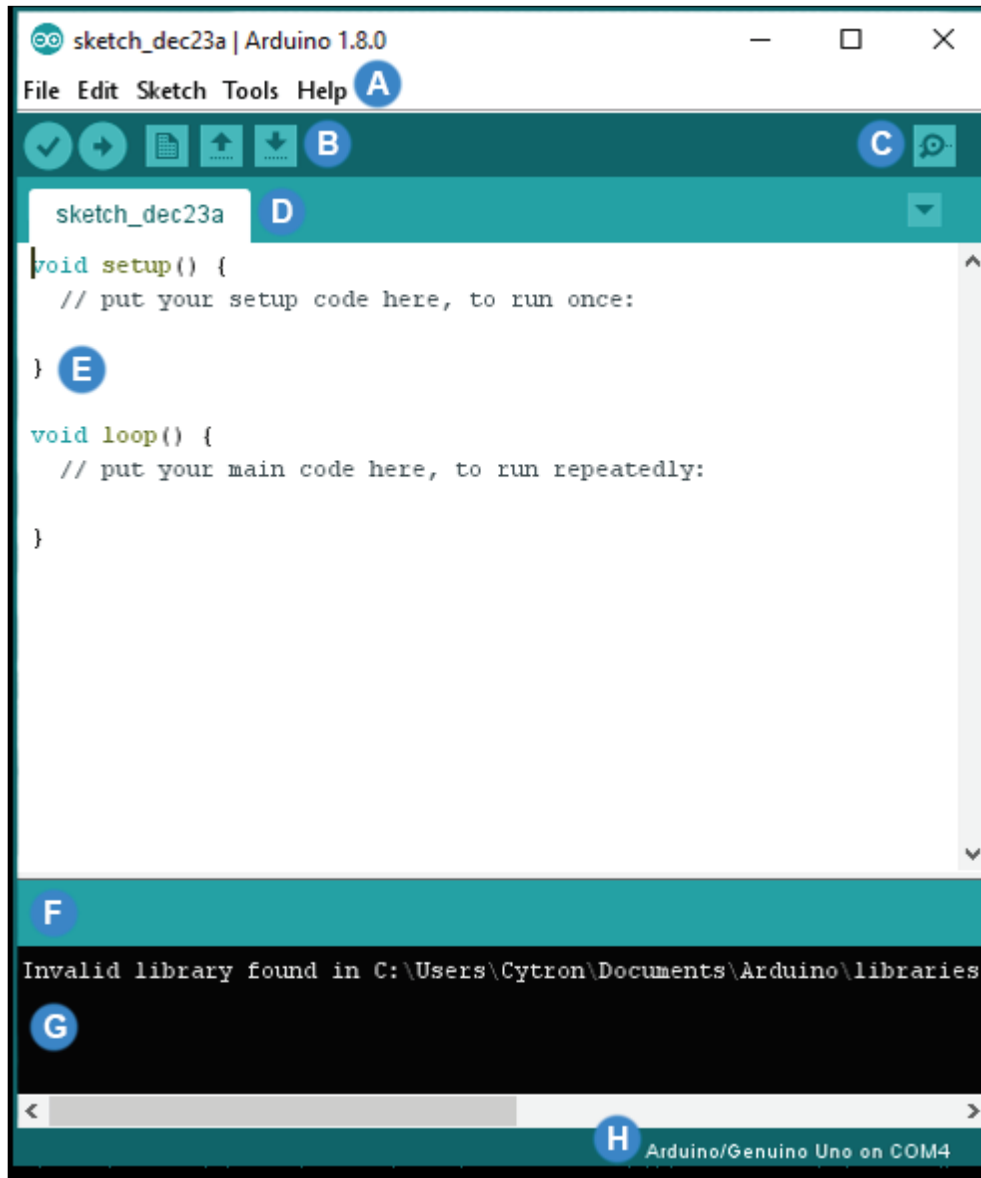 sketch_dec23a | Arduino 1.8.0
File Edit Sketch Tools Help A
B C
sketch_dec23a D
void setup() {
// put your setup code here, to run once:
} E
void loop() {
// put your main code here, to run repeatedly:
}
F
Invalid library found in C:\Users\Cytron\Documents\Arduino\libraries
G
H Arduino/Genuino Uno on COM4